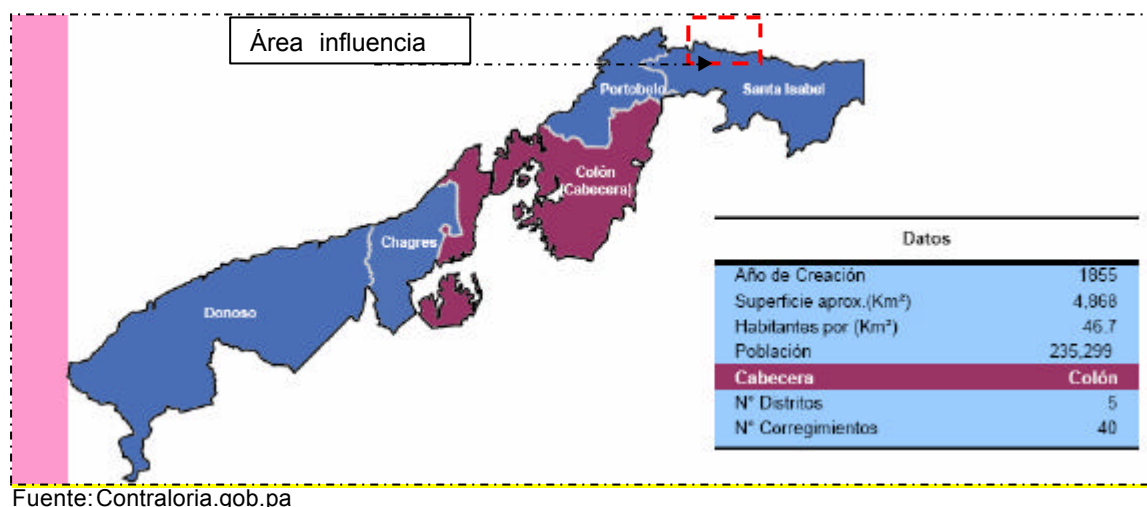 Área influencia
Portobelo
Santa Isabel
Colón
(Cabecera)
Chagres
Donoso
Datos
Año de Creación 1855
Superficie aprox.(Km²) 4,868
Habitantes por (Km²) 46.7
Población 235,299
Cabecera Colón
N° Distritos 5
N° Corregimientos 40
Fuente: Contraloria.gob.pa